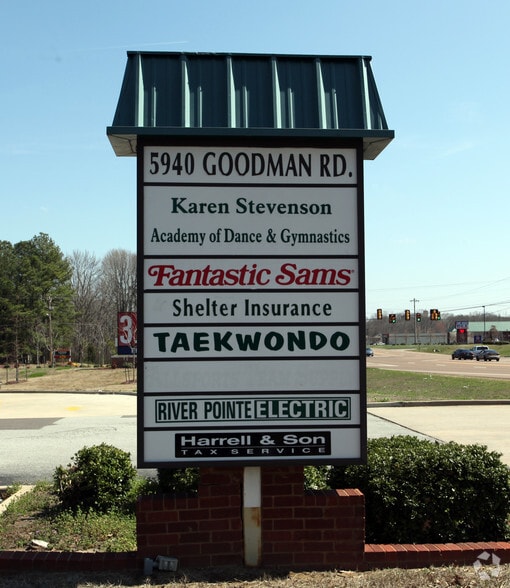 5940 GOODMAN RD.
Karen Stevenson
Academy of Dance & Gymnastics
Fantastic Sams®
Shelter Insurance
TAEKWONDO
RIVER POINTE ELECTRIC
Harrell & Son
TAX SERVICE
3